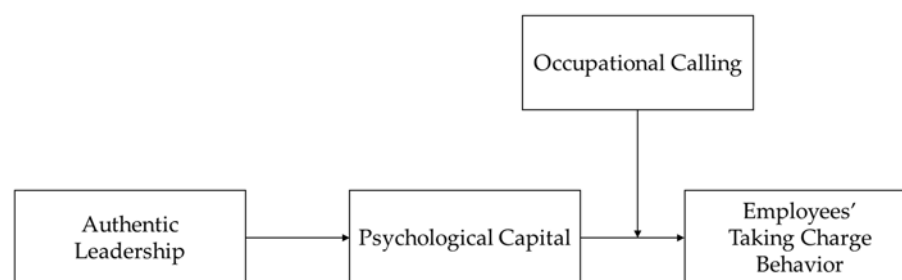 Occupational Calling
Authentic
Leadership
Psychological Capital
Employees’
Taking Charge
Behavior